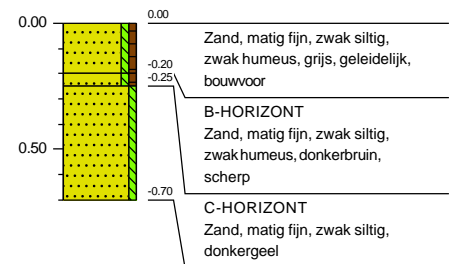 0.00
0.50
0.00
-0.20
-0.25
-0.70
Zand, matig fijn, zwak siltig,
zwak humeus, grijs, geleidelijk,
bouwvoor
B-HORIZONT
Zand, matig fijn, zwak siltig,
zwak humeus, donkerbruin,
scherp
C-HORIZONT
Zand, matig fijn, zwak siltig,
donkergeel